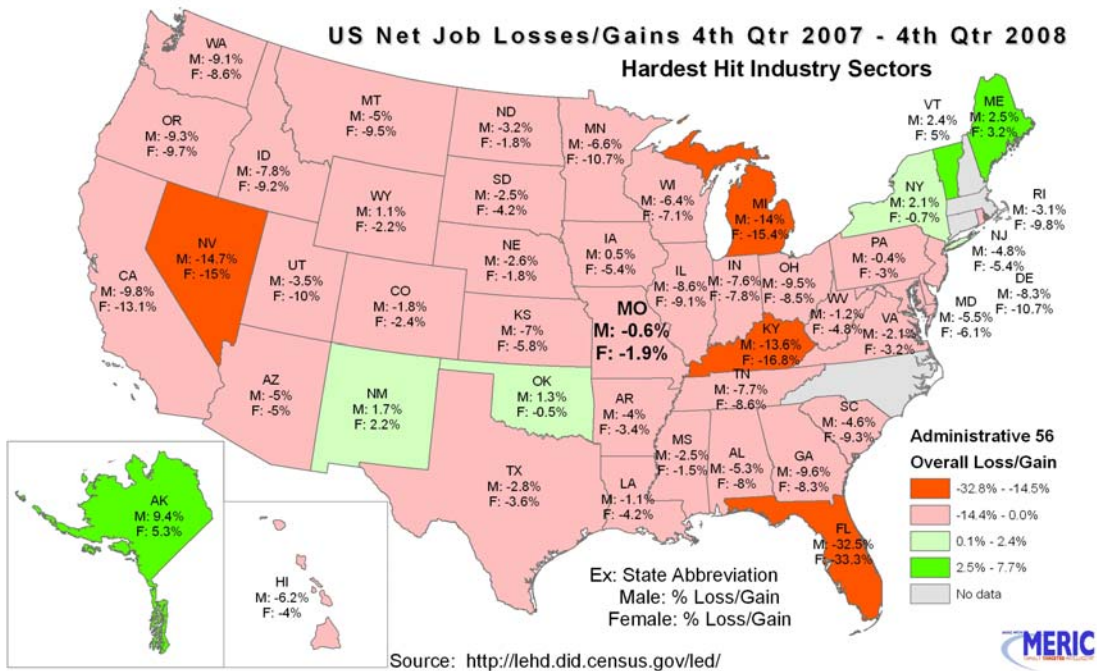 US Net Job Losses/Gains 4th Qtr 2007 - 4th Qtr 2008
Hardest Hit Industry Sectors
WA
M: -9.1%
F: -8.6%
OR
M: -9.3%
F: -9.7%
ID
M: -7.8%
F: -9.2%
MT
M: -5%
F: -9.5%
ND
M: -3.2%
F: -1.8%
MN
M: -6.6%
F: -10.7%
SD
M: -2.5%
F: -4.2%
WI
M: -6.4%
F: -7.1%
MI
M: -14%
F: -15.4%
VT
M: 2.4%
F: 5%
ME
M: 2.5%
F: 3.2%
NY
M: 2.1%
F: -0.7%
RI
M: -3.1%
F: -9.8%
NJ
M: -4.8%
F: -5.4%
DE
M: -8.3%
F: -10.7%
MD
M: -5.5%
F: -6.1%
PA
M: -0.4%
F: -3%
WY
M: 1.1%
F: -2.2%
NE
M: -2.6%
F: -1.8%
IA
M: 0.5%
F: -5.4%
IL
M: -8.6%
F: -9.1%
IN
M: -7.6%
F: -7.8%
OH
M: -9.5%
F: -8.5%
WV
M: -1.2%
F: -4.8%
VA
M: -2.1%
F: -3.2%
NV
M: -14.7%
F: -15%
CA
M: -9.8%
F: -13.1%
UT
M: -3.5%
F: -10%
CO
M: -1.8%
F: -2.4%
KS
M: -7%
F: -5.8%
MO
M: -0.6%
F: -1.9%
KY
M: -13.6%
F: -16.8%
TN
M: -7.7%
F: -8.6%
AZ
M: -5%
F: -5%
NM
M: 1.7%
F: 2.2%
OK
M: 1.3%
F: -0.5%
AR
M: -4%
F: -3.4%
SC
M: -4.6%
F: -9.3%
MS
M: -2.5%
F: -1.5%
AL
M: -5.3%
F: -8%
GA
M: -9.6%
F: -8.3%
TX
M: -2.8%
F: -3.6%
LA
M: -1.1%
F: -4.2%
FL
M: -32.5%
F: -33.3%
AK
M: 9.4%
F: 5.3%
HI
M: -6.2%
F: -4%
Ex: State Abbreviation
Male: % Loss/Gain
Female: % Loss/Gain
Administrative 56
Overall Loss/Gain
-32.8% - -14.5%
-14.4% - 0.0%
0.1% - 2.4%
2.5% - 7.7%
No data
Source: http://lehd.did.census.gov/led/
MERIC